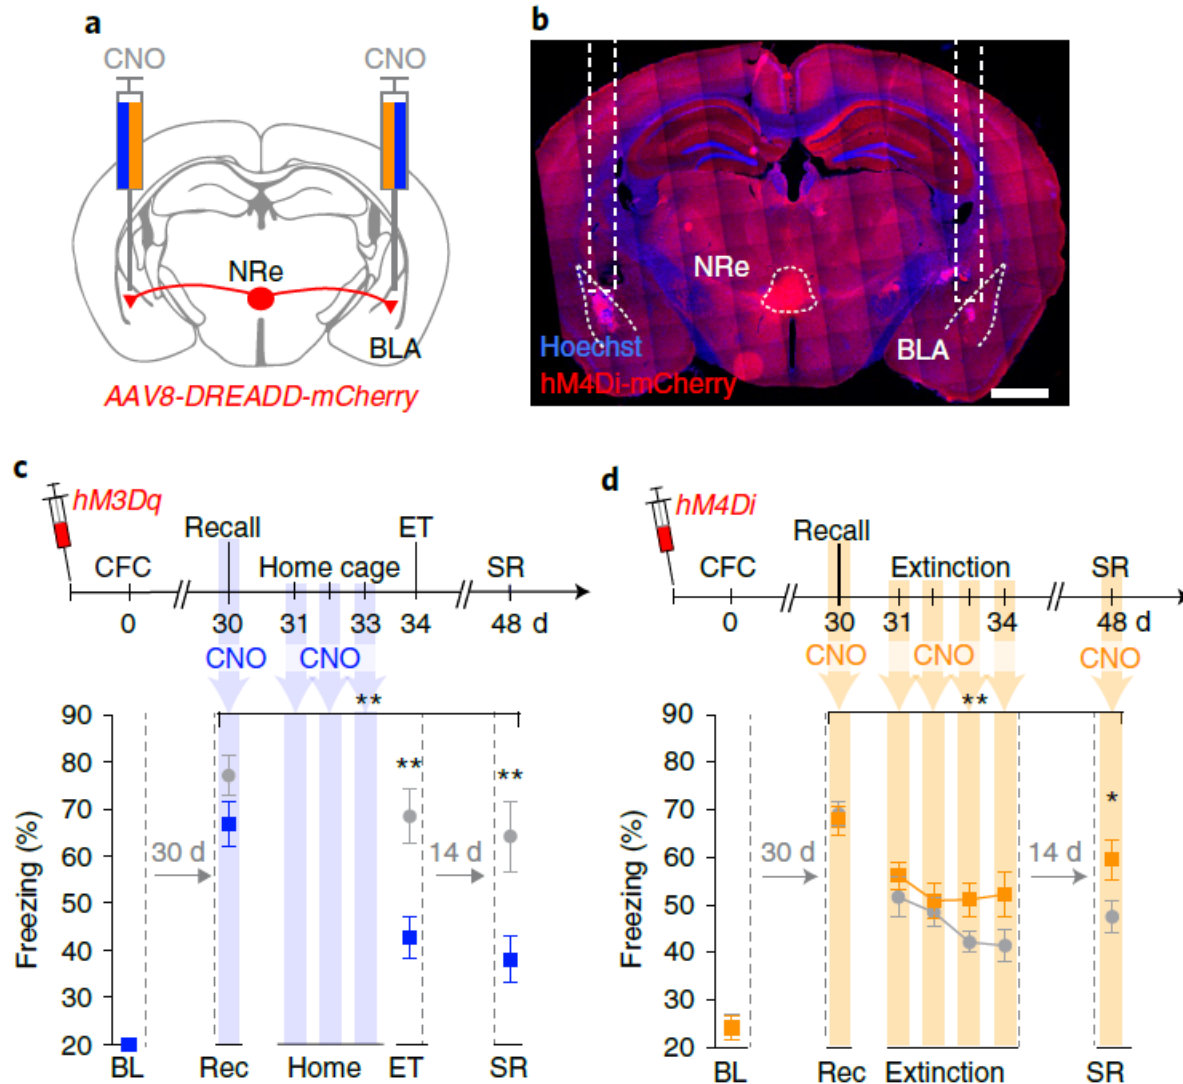 a
CNO CNO
NRe
BLA
AAV8-DREADD-mCherry
b
NRe
Hoechst
hM4Di-mCherry
BLA
c
hM3Dq
Recall ET
CFC Home cage SR
0 30 31 33 34 48 d
CNO CNO
**
90
80
70
60
50
40
30
20
Freezing (%)
30 d
14 d
**
**
BL Rec Home ET SR
d
hM4Di
Recall
CFC Extinction SR
0 30 31 34 48 d
CNO CNO CNO
**
90
80
70
60
50
40
30
20
Freezing (%)
30 d
14 d
*
BL Rec Extinction SR